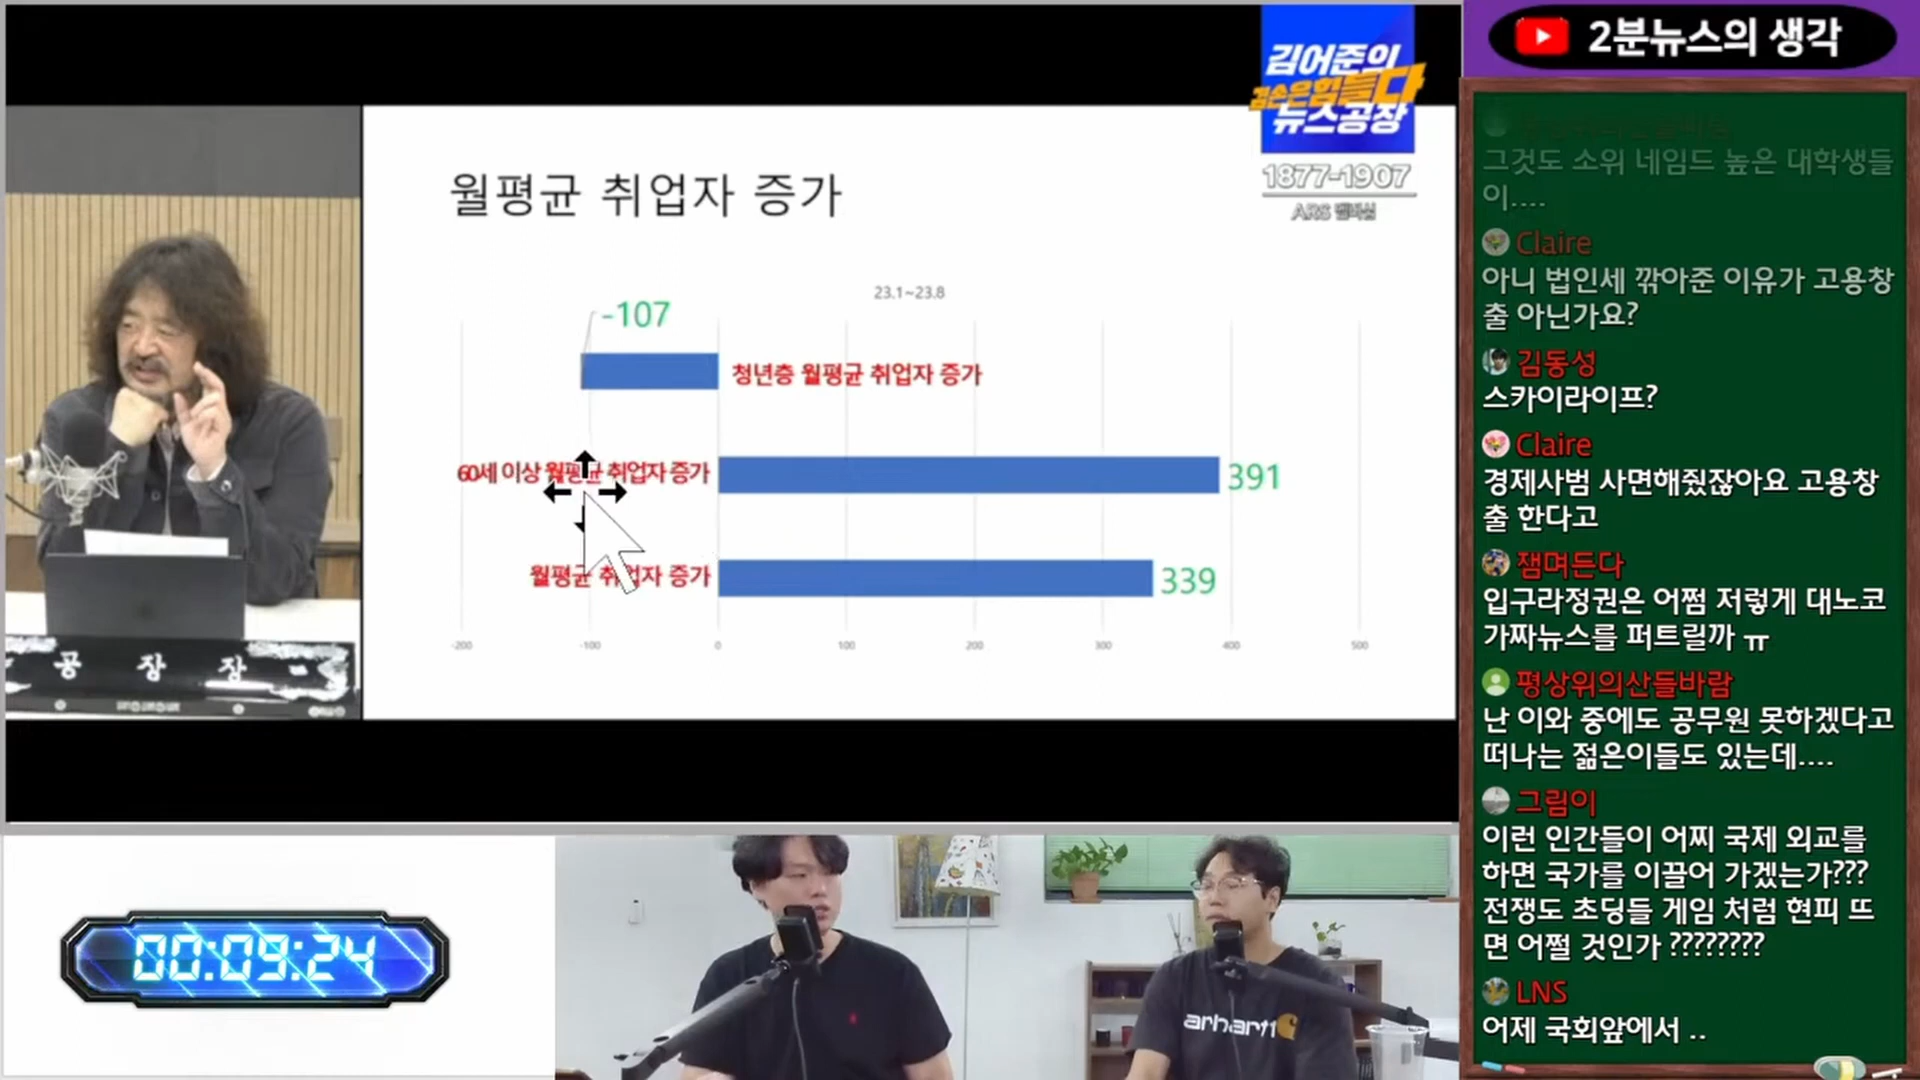 김어준의
겸손은힘들다
뉴스공장
1877-1907
ARS 멤버십
월평균 취업자 증가
23.1~23.8
-107
청년층 월평균 취업자 증가
60세 이상 월평균 취업자 증가
391
월평균 취업자 증가
339
-200
-100
0
100
200
300
400
500
공 장 장
00:09:24
carhartt
2분뉴스의 생각
그것도 소위 네임드 높은 대학생들
이....
Claire
아니 법인세 깎아준 이유가 고용창
출 아닌가요?
김동성
스카이라이프?
Claire
경제사범 사면해줬잖아요 고용창
출 한다고
잼며든다
입구라정권은 어쩜 저렇게 대노코
가짜뉴스를 퍼트릴까 ㅠ
평상위의산들바람
난 이와 중에도 공무원 못하겠다고
떠나는 젊은이들도 있는데....
그림이
이런 인간들이 어찌 국제 외교를
하면 국가를 이끌어 가겠는가???
전쟁도 초딩들 게임 처럼 현피 뜨
면 어쩔 것인가 ????????
LNS
어제 국회앞에서 ..